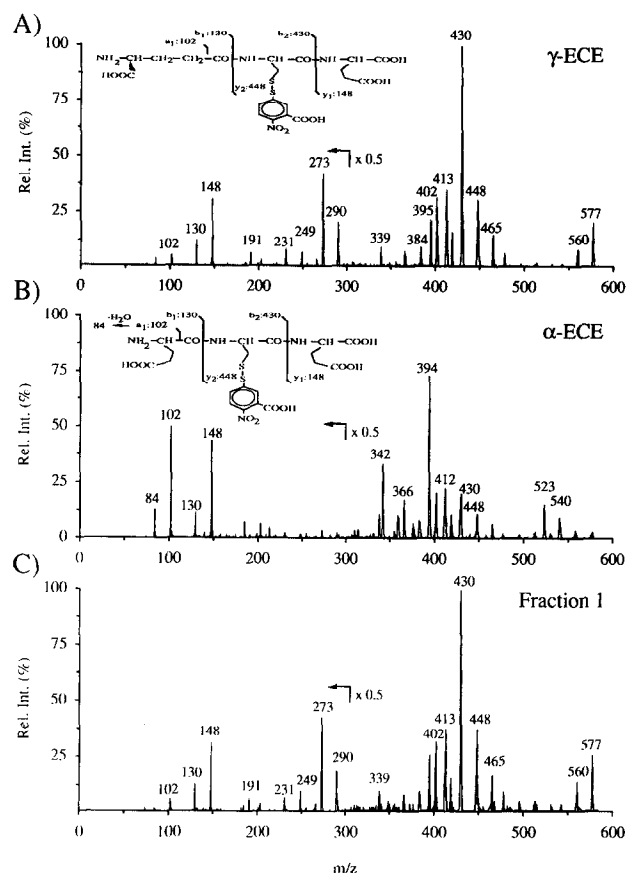 A)
γ-ECE
Rel. Int. (%)
100
75
50
25
a₁:102
b₁:130
b₂:430
NH₂-CH-CH₂-CH₂-CO-NH-CH-CO-NH-CH-COOH
HOOC
COOH
y₂:448
y₁:148
S
S
COOH
NO₂
x 0.5
102
130
148
191
231
249
273
290
339
384
395
402
413
430
448
465
560
577
0
100
200
300
400
500
600
B)
α-ECE
Rel. Int. (%)
100
75
50
25
0
-H₂O
84
a₁:102
b₁:130
b₂:430
NH₂-CH-CO-NH-CH-CO-NH-CH-COOH
HOOC
COOH
y₂:448
y₁:148
S
S
COOH
NO₂
x 0.5
84
102
130
148
342
366
394
412
430
448
523
540
0
100
200
300
400
500
600
C)
Fraction 1
Rel. Int. (%)
100
75
50
25
x 0.5
102
130
148
191
231
249
273
290
339
402
413
430
448
465
560
577
0
100
200
300
400
500
600
m/z